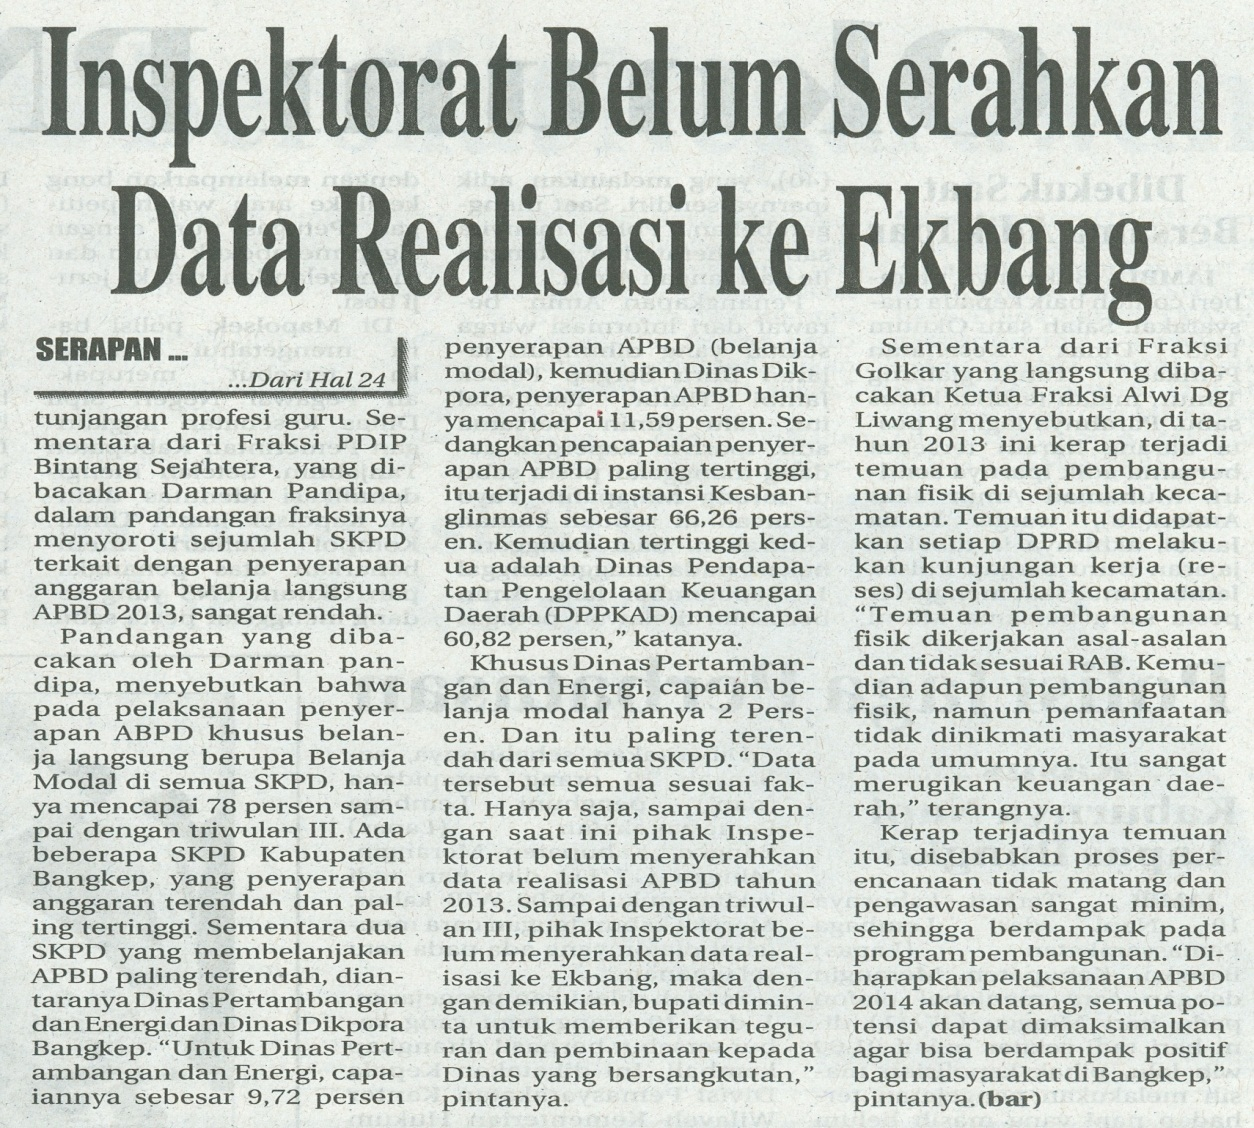 Inspektorat Belum Serahkan
Data Realisasi ke Ekbang
SERAPAN ...
...Dari Hal 24
tunjangan profesi guru. Se-
mentara dari Fraksi PDIP
Bintang Sejahtera, yang di-
bacakan Darman Pandipa,
dalam pandangan fraksinya
menyoroti sejumlah SKPD
terkait dengan penyerapan
anggaran belanja langsung
APBD 2013, sangat rendah.
Pandangan yang diba-
cakan oleh Darman pan-
dipa, menyebutkan bahwa
pada pelaksanaan penyer-
apan ABPD khusus belan-
ja langsung berupa Belanja
Modal di semua SKPD, han-
ya mencapai 78 persen sam-
pai dengan triwulan III. Ada
beberapa SKPD Kabupaten
Bangkep, yang penyerapan
anggaran terendah dan pal-
ing tertinggi. Sementara dua
SKPD yang membelanjakan
APBD paling terendah, dian-
taranya Dinas Pertambangan
dan Energi dan Dinas Dikpora
Bangkep. “Untuk Dinas Pert-
ambangan dan Energi, capa-
iannya sebesar 9,72 persen
penyerapan APBD (belanja
modal), kemudian Dinas Dik-
pora, penyerapan APBD han-
ya mencapai 11,59 persen. Se-
dangkan pencapaian penyer-
apan APBD paling tertinggi,
itu terjadi di instansi Kesban-
glinmas sebesar 66,26 pers-
en. Kemudian tertinggi ked-
ua adalah Dinas Pendapa-
tan Pengelolaan Keuangan
Daerah (DPPKAD) mencapai
60,82 persen,” katanya.
Khusus Dinas Pertamban-
gan dan Energi, capaian be-
lanja modal hanya 2 Pers-
en. Dan itu paling teren-
dah dari semua SKPD. “Data
tersebut semua sesuai fak-
ta. Hanya saja, sampai den-
gan saat ini pihak Inspe-
ktorat belum menyerahkan
data realisasi APBD tahun
2013. Sampai dengan triwul-
an III, pihak Inspektorat be-
lum menyerahkan data real-
isasi ke Ekbang, maka den-
gan demikian, bupati dimin-
ta untuk memberikan tegu-
ran dan pembinaan kepada
Dinas yang bersangkutan,”
pintanya.
Sementara dari Fraksi
Golkar yang langsung diba-
cakan Ketua Fraksi Alwi Dg
Liwang menyebutkan, di ta-
hun 2013 ini kerap terjadi
temuan pada pembangu-
nan fisik di sejumlah keca-
matan. Temuan itu didapat-
kan setiap DPRD melaku-
kan kunjungan kerja (re-
ses) di sejumlah kecamatan.
“Temuan pembangunan
fisik dikerjakan asal-asalan
dan tidak sesuai RAB. Kemu-
dian adapun pembangunan
fisik, namun pemanfaatan
tidak dinikmati masyarakat
pada umumnya. Itu sangat
merugikan keuangan dae-
rah,” terangnya.
Kerap terjadinya temuan
itu, disebabkan proses per-
encanaan tidak matang dan
pengawasan sangat minim,
sehingga berdampak pada
program pembangunan. “Di-
harapkan pelaksanaan APBD
2014 akan datang, semua po-
tensi dapat dimaksimalkan
agar bisa berdampak positif
bagi masyarakat di Bangkep,”
pintanya.(bar)